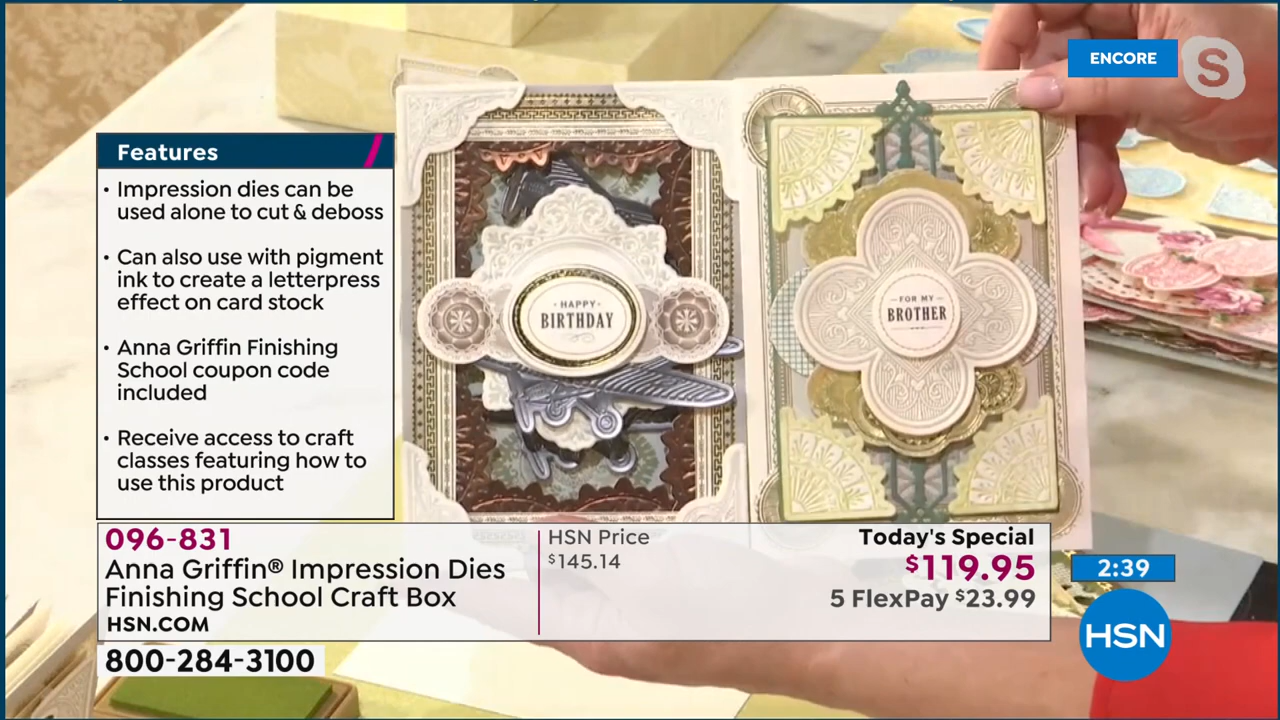 ENCORE
S
Features
• Impression dies can be
used alone to cut & deboss
• Can also use with pigment
ink to create a letterpress
effect on card stock
• Anna Griffin Finishing
School coupon code
included
• Receive access to craft
classes featuring how to
use this product
·HAPPY·
BIRTHDAY
—FOR MY—
BROTHER
096-831
Anna Griffin® Impression Dies
Finishing School Craft Box
HSN.COM
HSN Price
$145.14
Today's Special
$119.95
5 FlexPay $23.99
2:39
HSN
800-284-3100